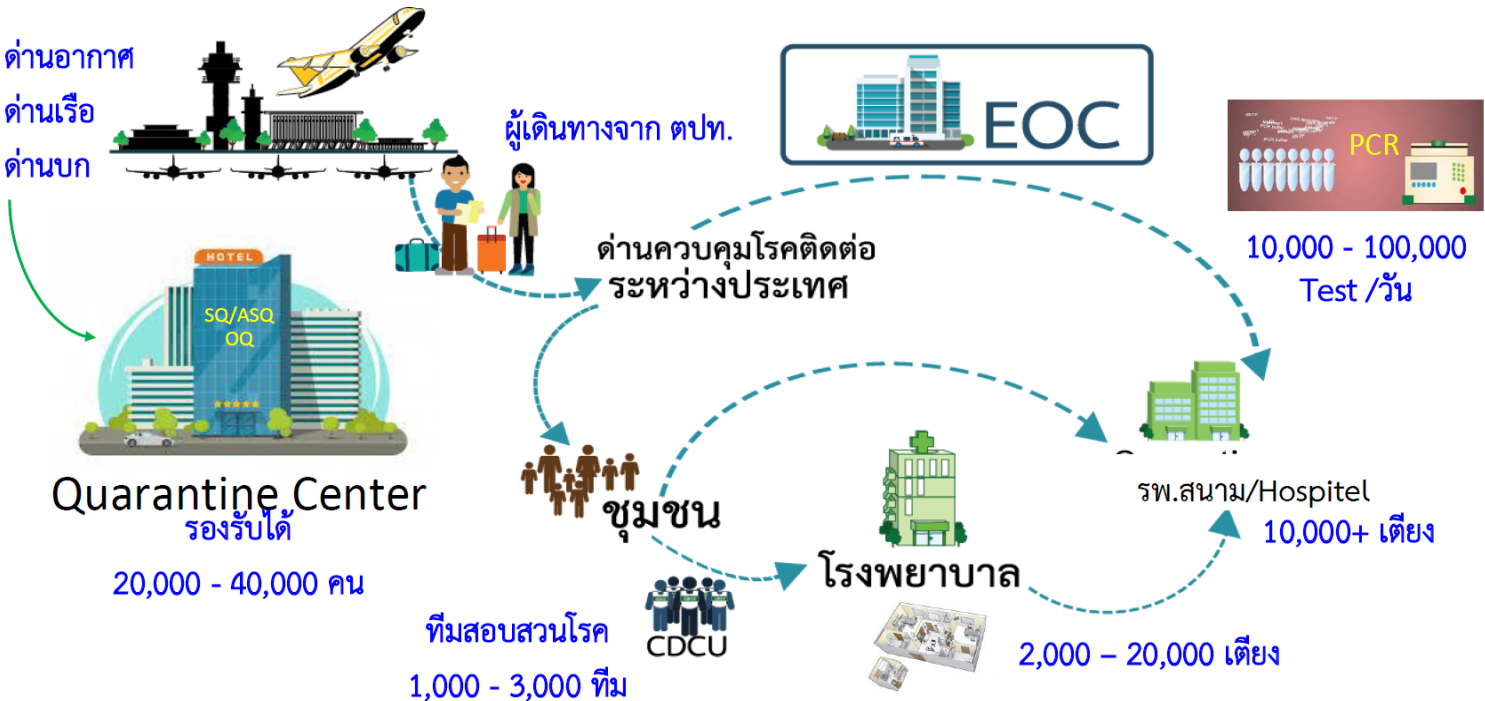 ด่านอากาศ
ด่านเรือ
ด่านบก
ผู้เดินทางจาก ตปท.
EOC
PCR
10,000 - 100,000
Test /วัน
ด่านควบคุมโรคติดต่อ
ระหว่างประเทศ
HOTEL
SQ/ASQ
OQ
Quarantine Center
รองรับได้
20,000 - 40,000 คน
ชุมชน
ทีมสอบสวนโรค
1,000 - 3,000 ทีม
CDCU
โรงพยาบาล
2,000 – 20,000 เตียง
รพ.สนาม/Hospitel
10,000+ เตียง